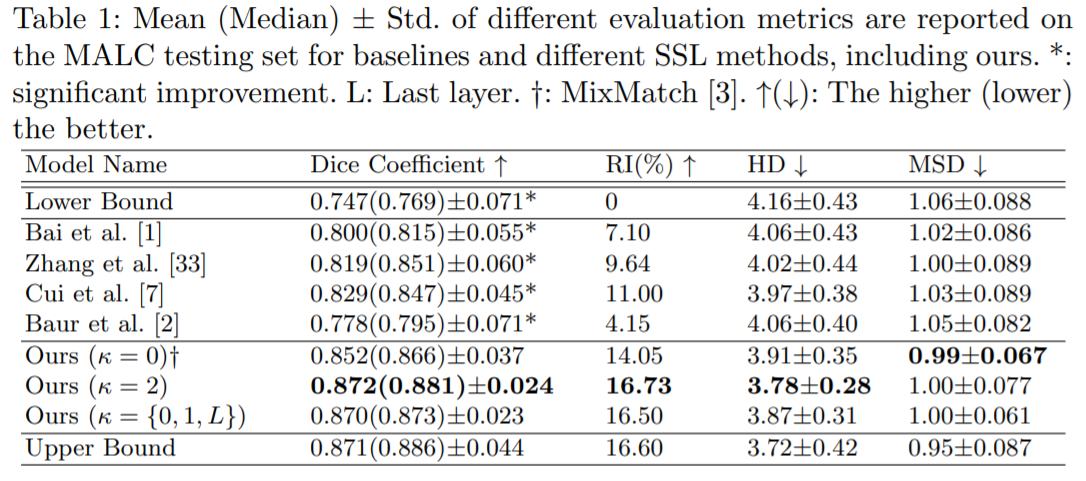 Table 1: Mean (Median) ± Std. of different evaluation metrics are reported on
the MALC testing set for baselines and different SSL methods, including ours. *:
significant improvement. L: Last layer. †: MixMatch [3]. ↑(↓): The higher (lower)
the better.
Model Name Dice Coefficient ↑ RI(%) ↑ HD ↓ MSD ↓
Lower Bound 0.747(0.769)±0.071* 0 4.16±0.43 1.06±0.088
Bai et al. [1] 0.800(0.815)±0.055* 7.10 4.06±0.43 1.02±0.086
Zhang et al. [33] 0.819(0.851)±0.060* 9.64 4.02±0.44 1.00±0.089
Cui et al. [7] 0.829(0.847)±0.045* 11.00 3.97±0.38 1.03±0.089
Baur et al. [2] 0.778(0.795)±0.071* 4.15 4.06±0.40 1.05±0.082
Ours (κ = 0)† 0.852(0.866)±0.037 14.05 3.91±0.35 0.99±0.067
Ours (κ = 2) 0.872(0.881)±0.024 16.73 3.78±0.28 1.00±0.077
Ours (κ = {0, 1, L}) 0.870(0.873)±0.023 16.50 3.87±0.31 1.00±0.061
Upper Bound 0.871(0.886)±0.044 16.60 3.72±0.42 0.95±0.087